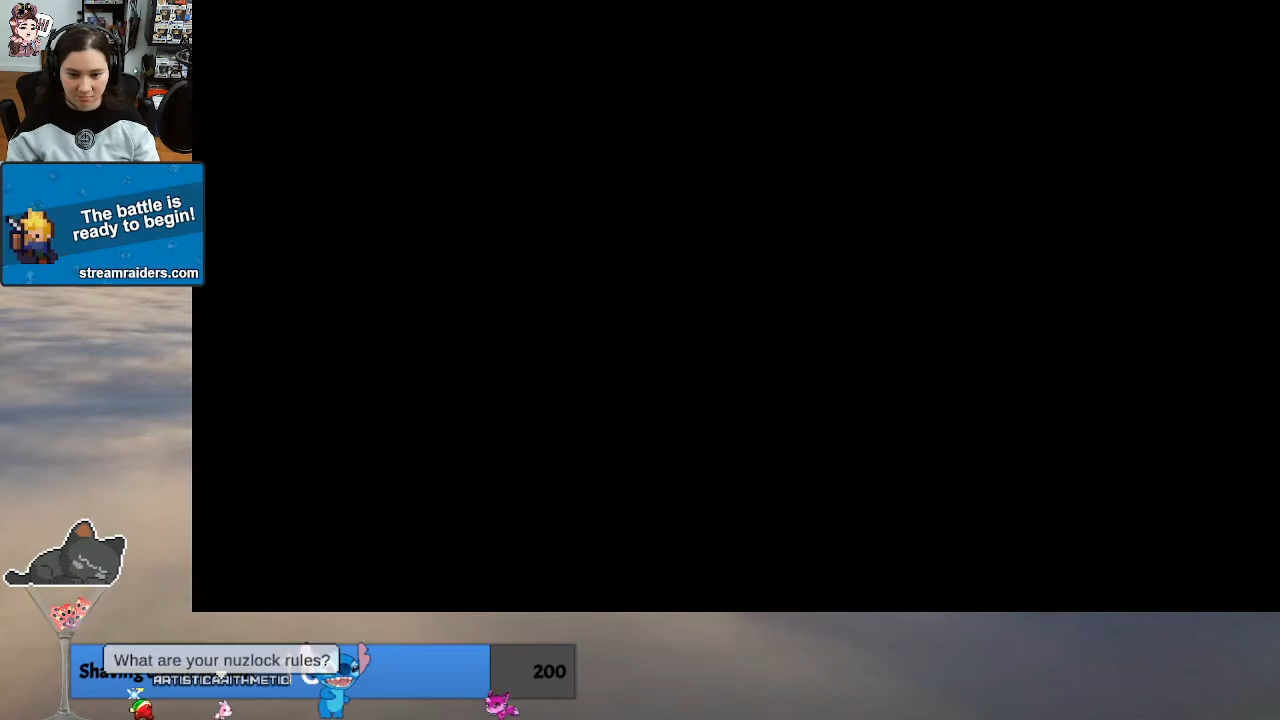 The battle is
ready to begin!
streamraiders.com
What are your nuzlock rules?
200
ARTISTICARITHMETIC